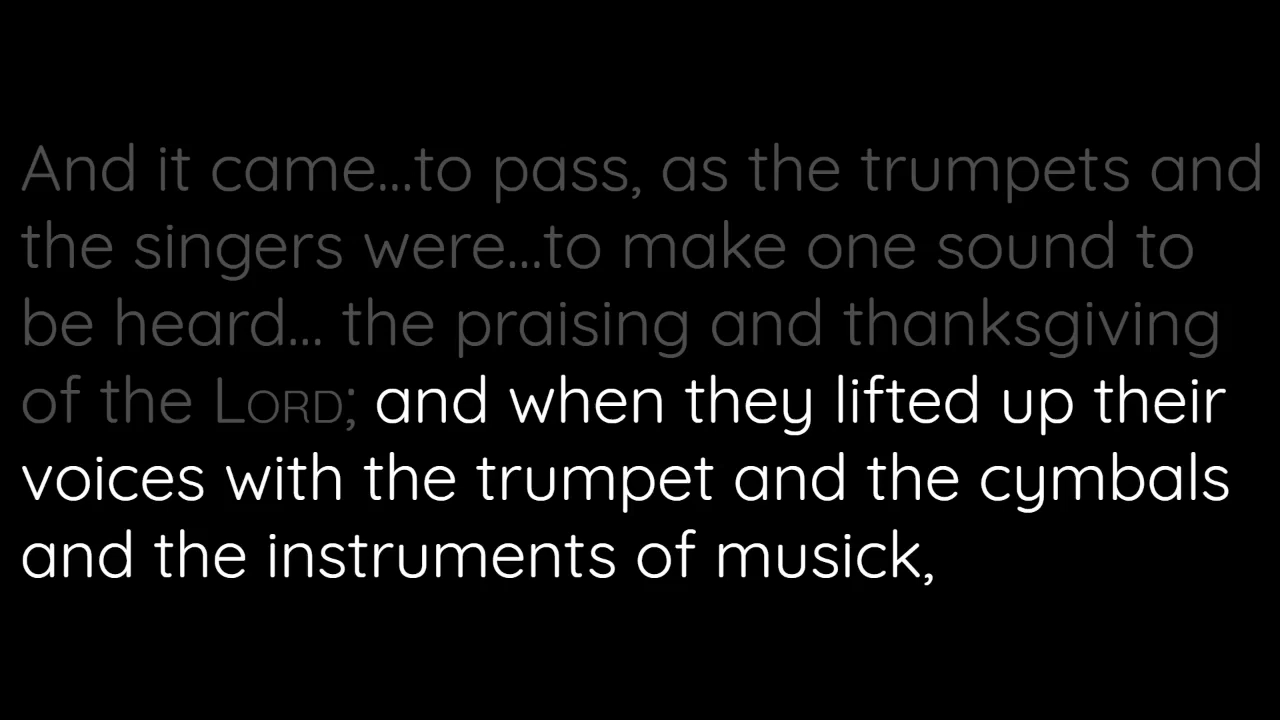 And it came...to pass, as the trumpets and
the singers were...to make one sound to
be heard... the praising and thanksgiving
of the LORD; and when they lifted up their
voices with the trumpet and the cymbals
and the instruments of musick,